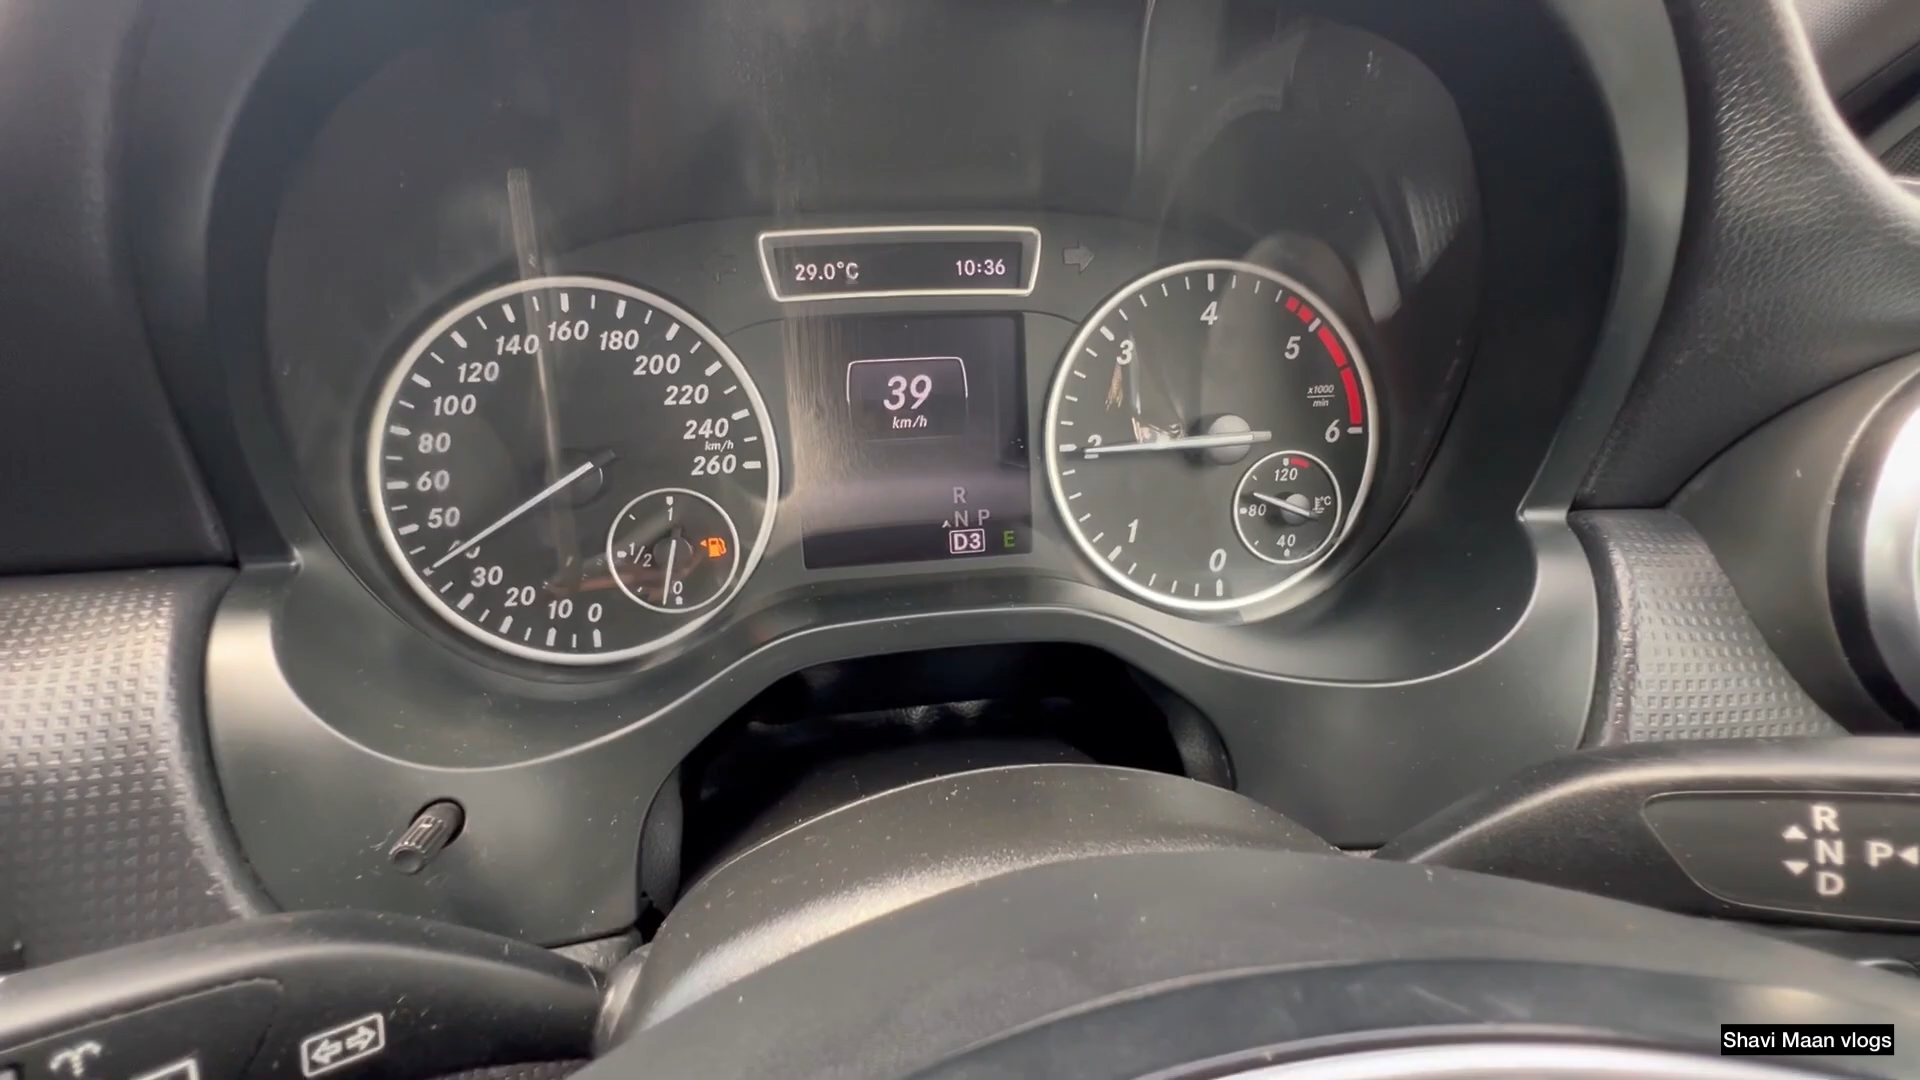 29.0°C 10:36
0
10
20
30
50
60
80
100
120
140
160
180
200
220
240
km/h
260
1
1/2
0
39
km/h
R
N P
D3 E
0
1
2
3
4
5
6
x1000
min
120
80
40
°C
R
N P
D
Shavi Maan vlogs